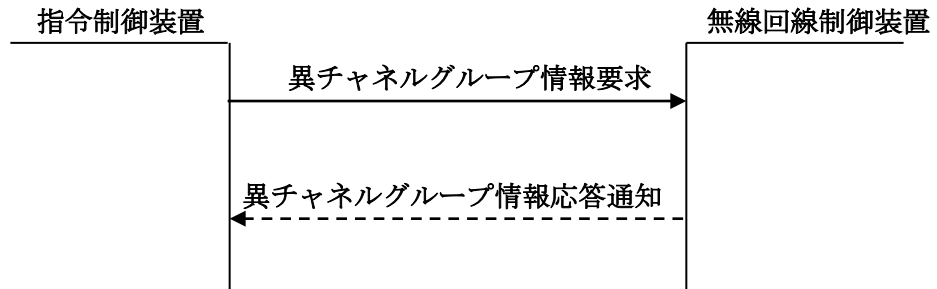 指令制御装置
無線回線制御装置
異チャネルグループ情報要求
異チャネルグループ情報応答通知